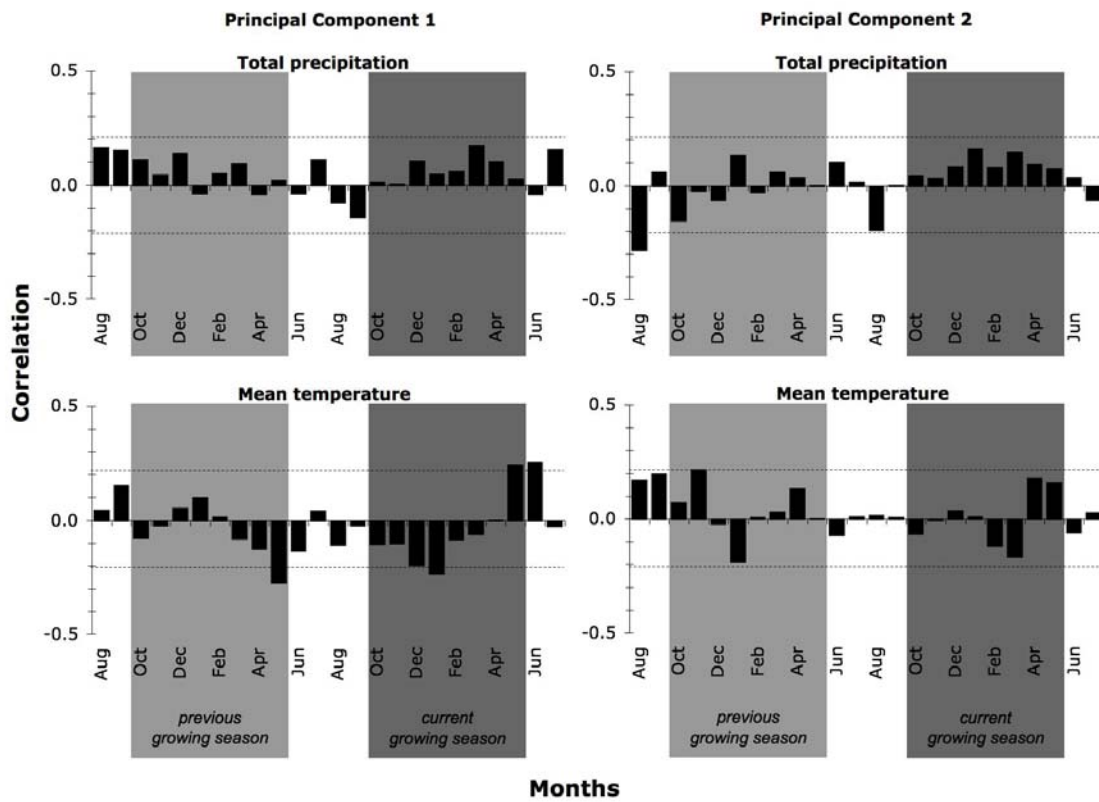 Principal Component 1
Principal Component 2
Total precipitation
Total precipitation
0.5
0.0
-0.5
Aug Oct Dec Feb Apr Jun Aug Oct Dec Feb Apr Jun
0.5
0.0
-0.5
Aug Oct Dec Feb Apr Jun Aug Oct Dec Feb Apr Jun
Correlation
Mean temperature
Mean temperature
0.5
0.0
-0.5
Aug Oct Dec Feb Apr Jun Aug Oct Dec Feb Apr Jun
previous
growing season
current
growing season
0.5
0.0
-0.5
Aug Oct Dec Feb Apr Jun Aug Oct Dec Feb Apr Jun
previous
growing season
current
growing season
Months